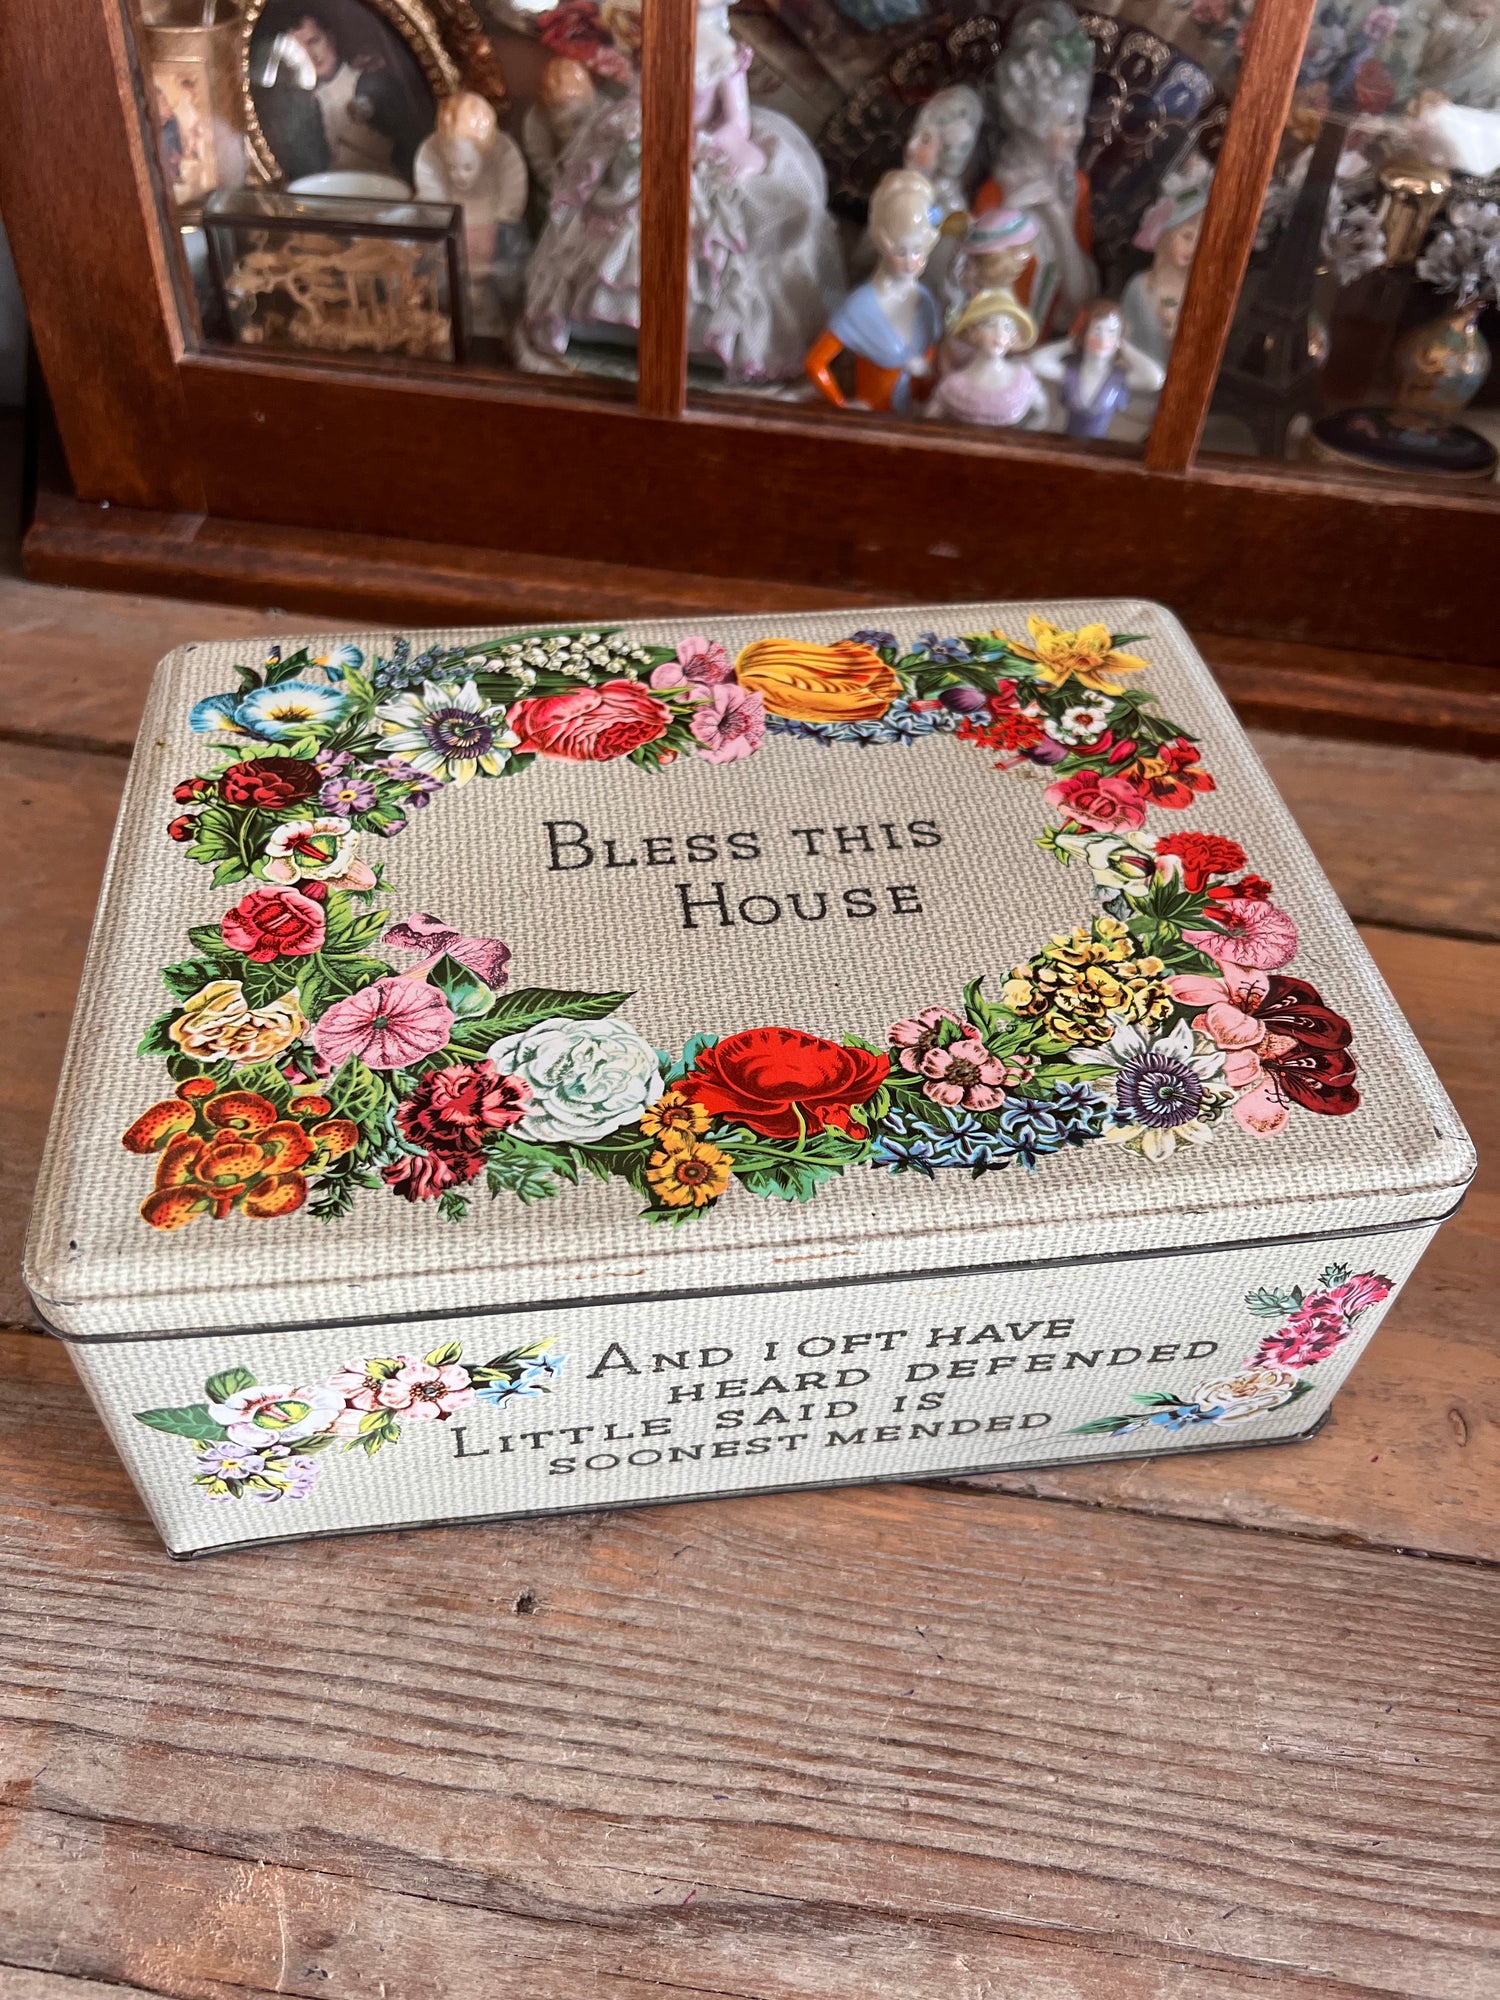 BLESS THIS
HOUSE
AND I OFT HAVE
HEARD DEFENDED
LITTLE SAID IS
SOONEST MENDED